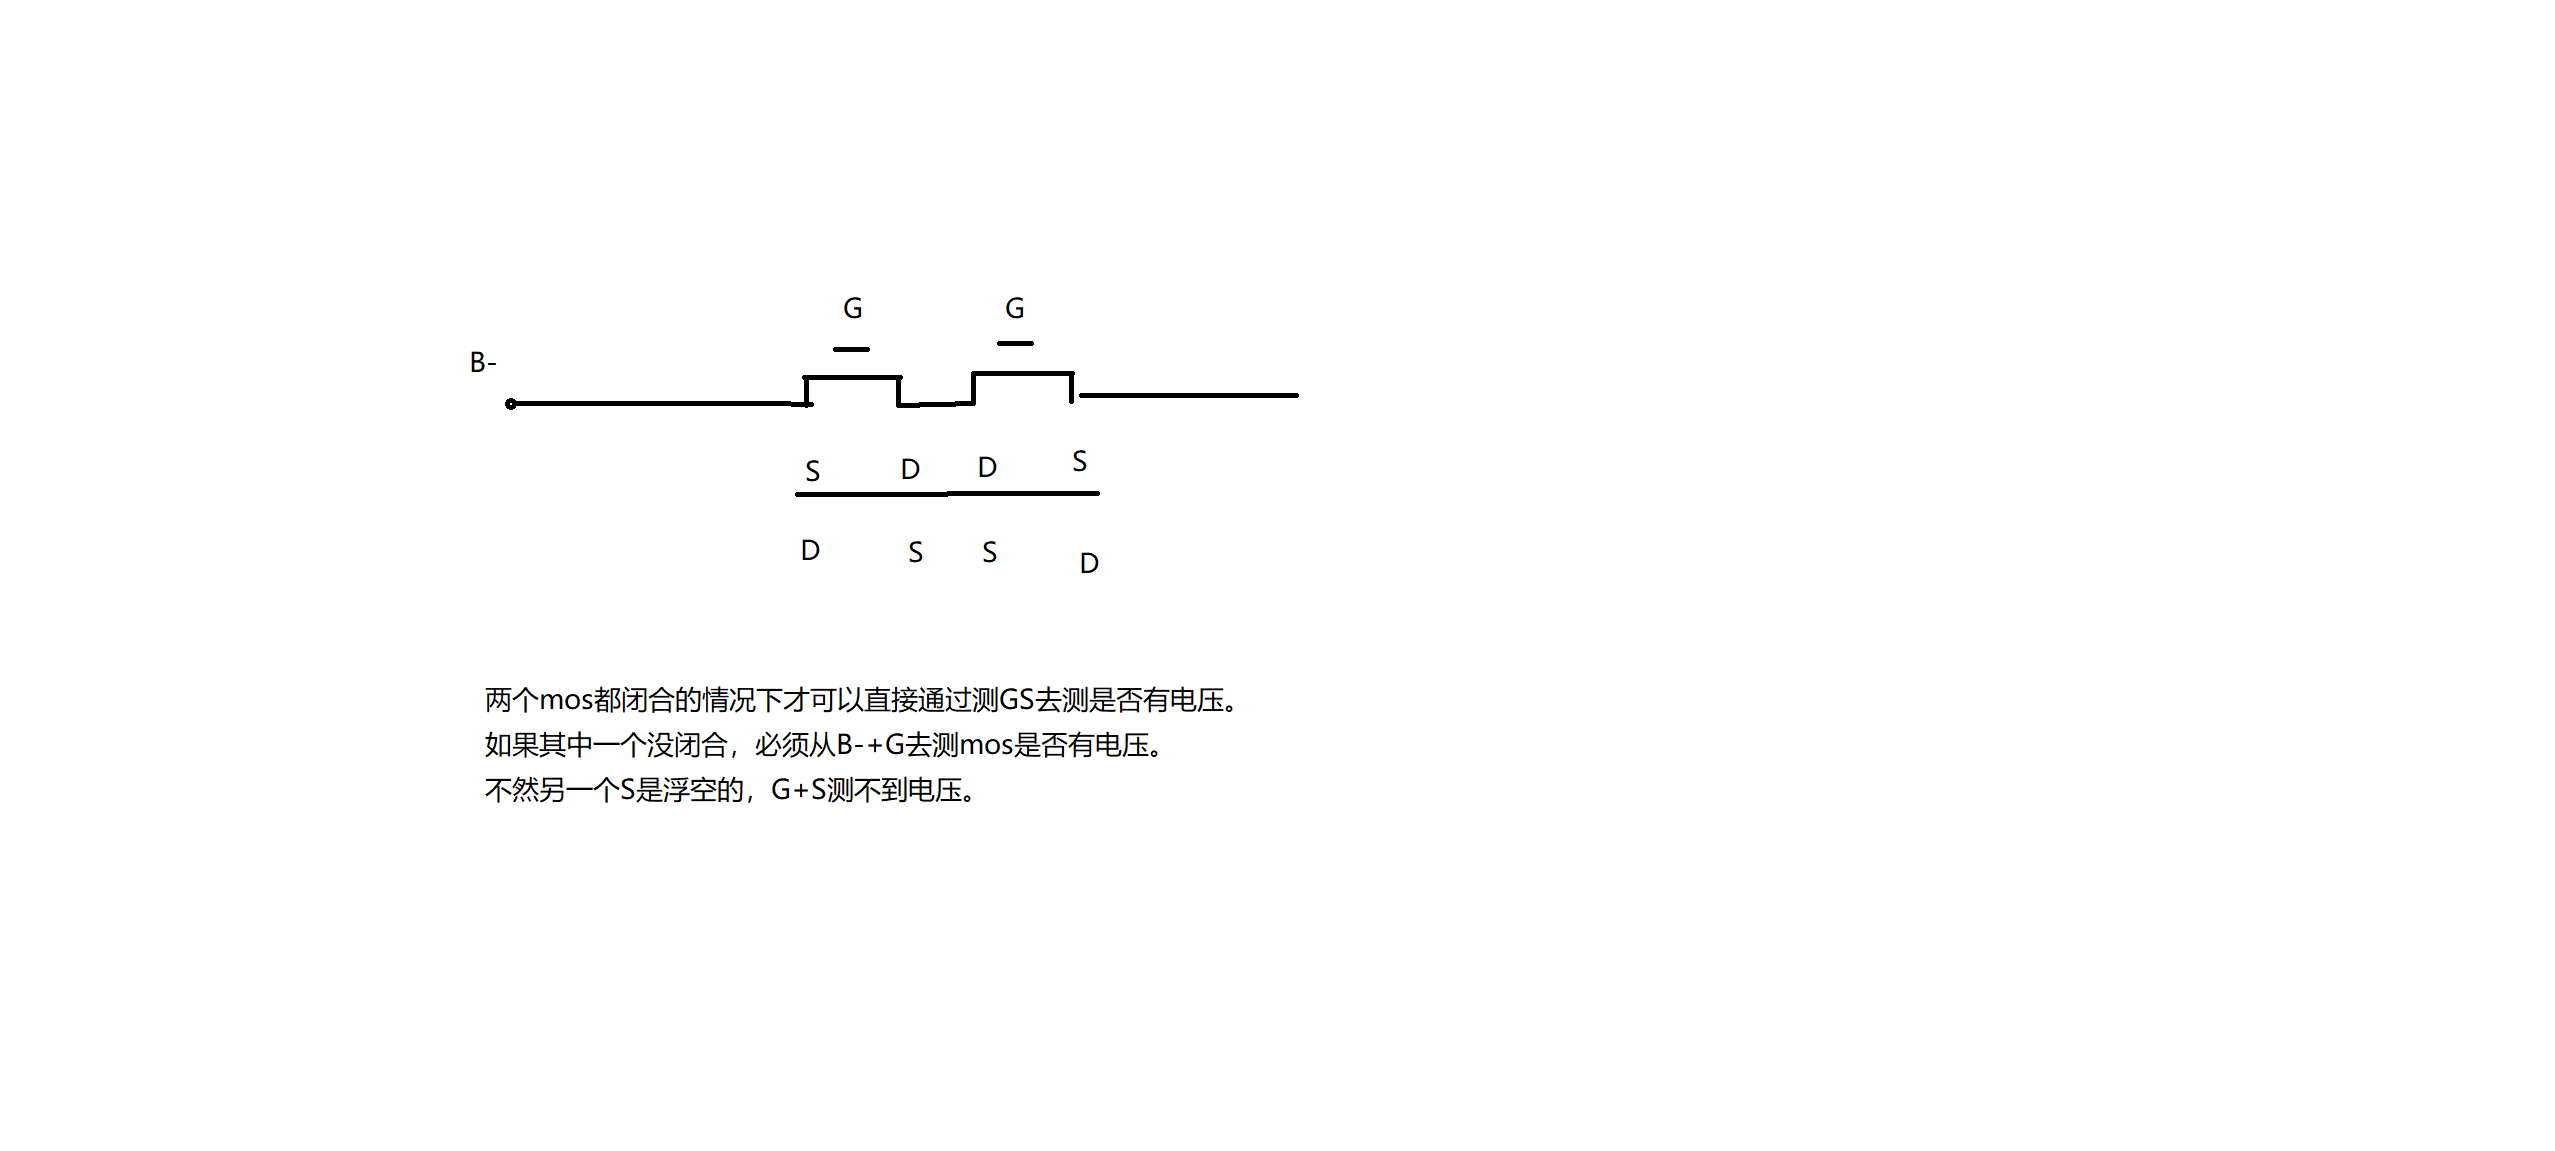 G G
B-
S D D S
D S S D
两个mos都闭合的情况下才可以直接通过测GS去测是否有电压。
如果其中一个没闭合，必须从B-+G去测mos是否有电压。
不然另一个S是浮空的，G+S测不到电压。